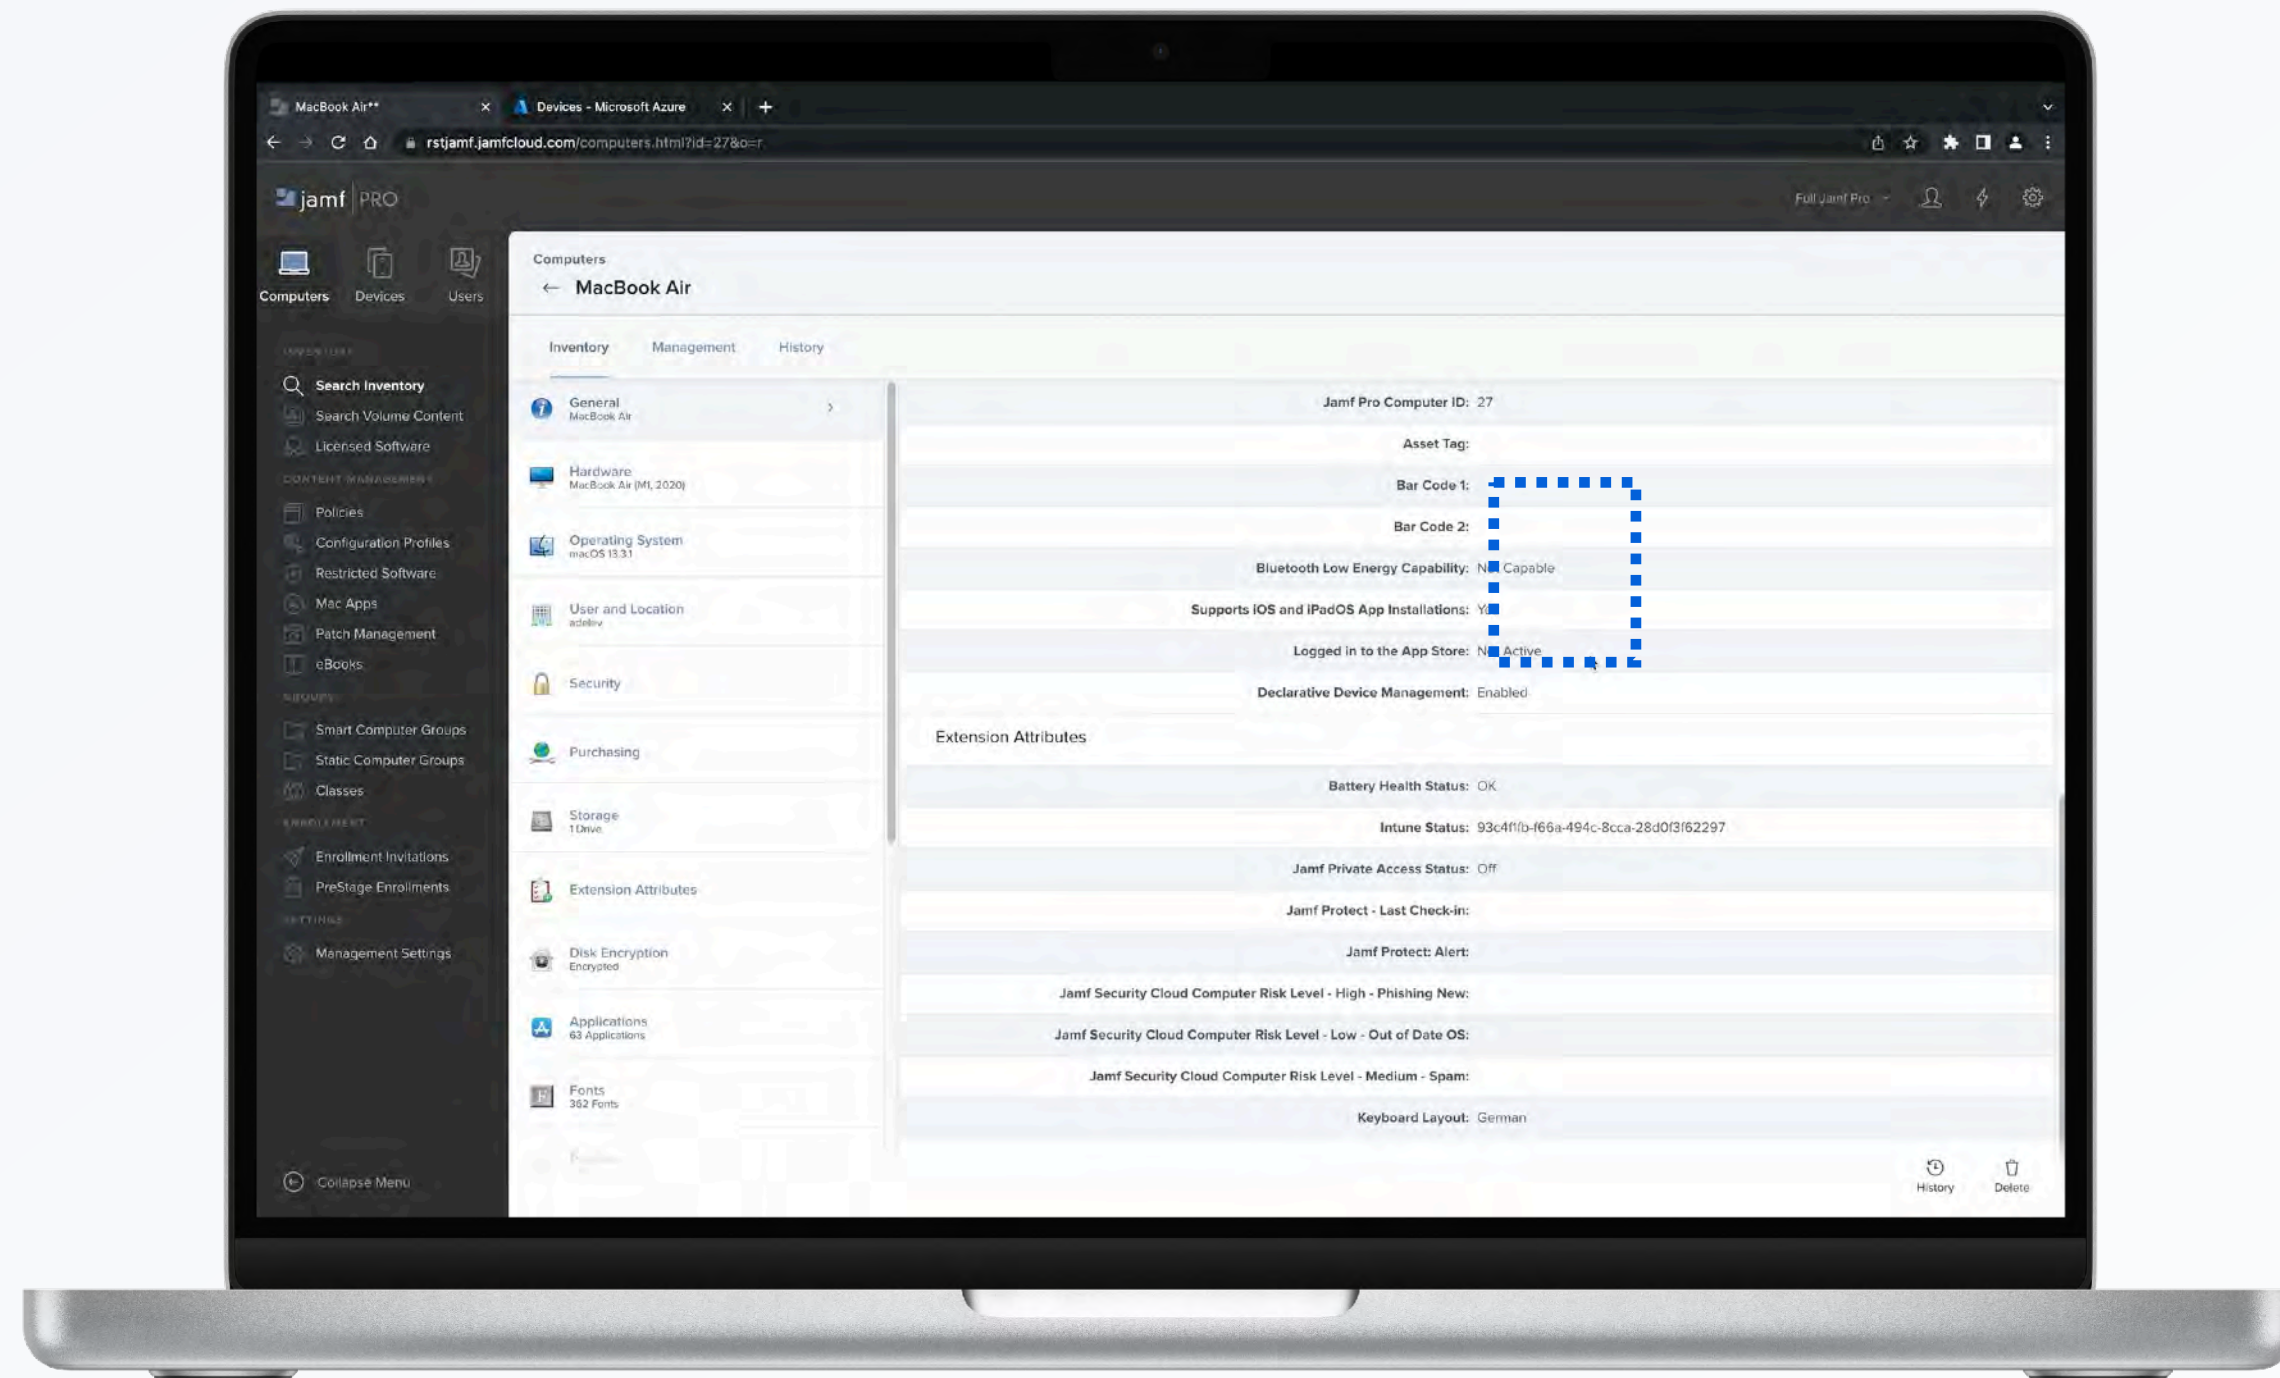 MacBook Air**
Devices - Microsoft Azure
rstjamf.jamfcloud.com/computers.html?id=27&o=r
jamf PRO
Full Jamf Pro
Computers
Devices
Users
INVENTORY
Search Inventory
Search Volume Content
Licensed Software
CONTENT MANAGEMENT
Policies
Configuration Profiles
Restricted Software
Mac Apps
Patch Management
eBooks
GROUPS
Smart Computer Groups
Static Computer Groups
Classes
ENROLLMENT
Enrollment Invitations
PreStage Enrollments
SETTINGS
Management Settings
Collapse Menu
Computers
MacBook Air
Inventory
Management
History
General
MacBook Air
Hardware
MacBook Air (M1, 2020)
Operating System
macOS 13.3.1
User and Location
Security
Purchasing
Storage
1 Drive
Extension Attributes
Disk Encryption
Encrypted
Applications
63 Applications
Fonts
362 Fonts
Jamf Pro Computer ID: 27
Asset Tag:
Bar Code 1:
Bar Code 2:
Bluetooth Low Energy Capability: Not Capable
Supports iOS and iPadOS App Installations: Yes
Logged in to the App Store: Not Active
Declarative Device Management: Enabled
Extension Attributes
Battery Health Status: OK
Intune Status:
Jamf Private Access Status: Off
Jamf Protect - Last Check-in:
Jamf Protect: Alert:
Jamf Security Cloud Computer Risk Level - High - Phishing New:
Jamf Security Cloud Computer Risk Level - Low - Out of Date OS:
Jamf Security Cloud Computer Risk Level - Medium - Spam:
Keyboard Layout: German
History
Delete